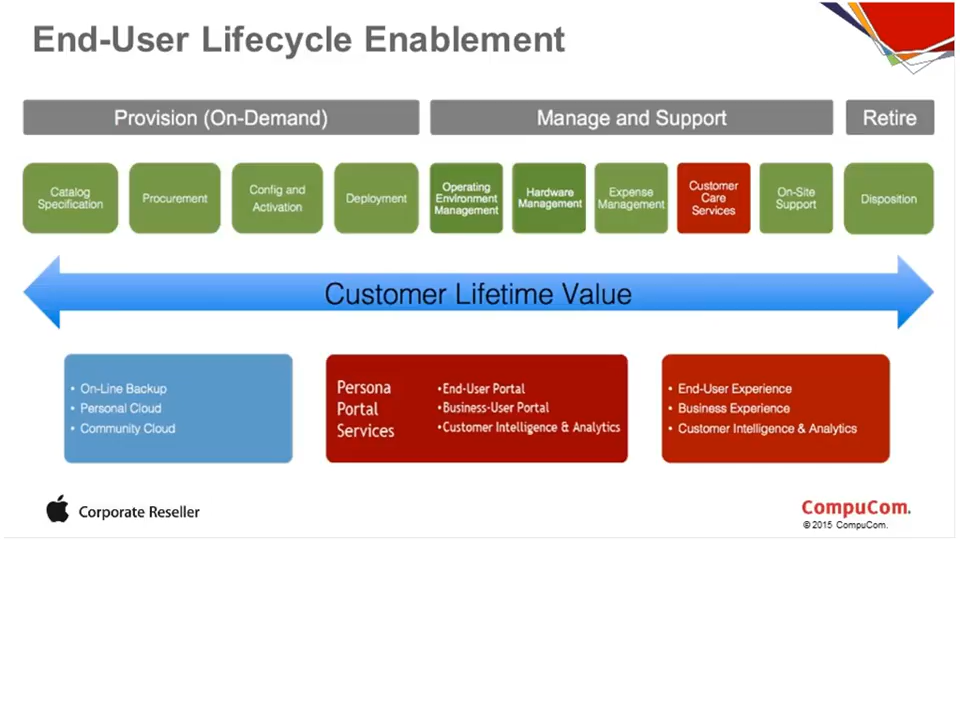 End-User Lifecycle Enablement
Provision (On-Demand)
Manage and Support
Retire
Catalog
Specification
Procurement
Config and
Activation
Deployment
Operating
Environment
Management
Hardware
Management
Expense
Management
Customer
Care
Services
On-Site
Support
Disposition
Customer Lifetime Value
• On-Line Backup
• Personal Cloud
• Community Cloud
Persona
Portal
Services
•End-User Portal
•Business-User Portal
•Customer Intelligence & Analytics
• End-User Experience
• Business Experience
• Customer Intelligence & Analytics
Corporate Reseller
CompuCom.
© 2015 CompuCom.